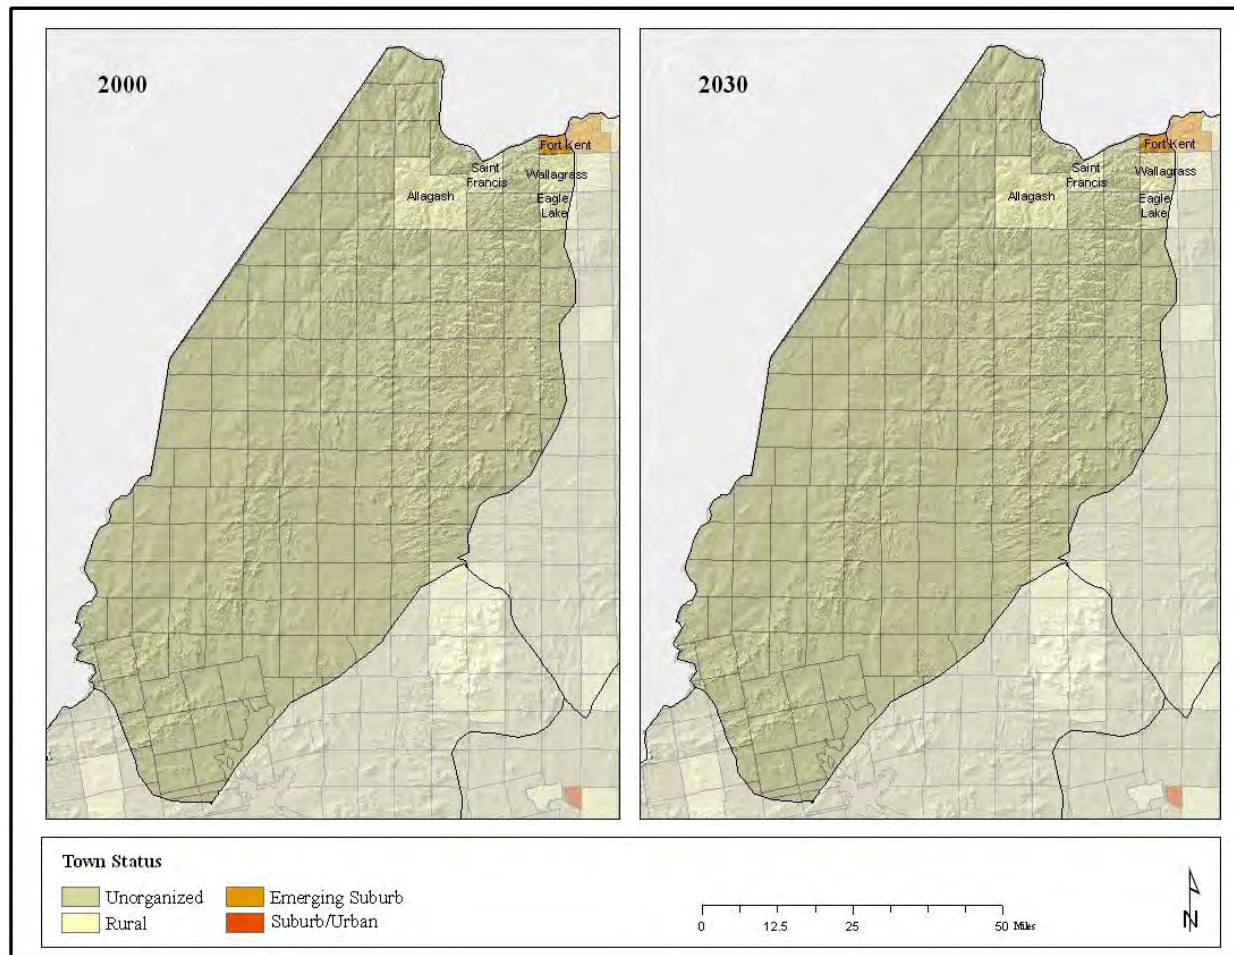 2000
2030
Fort Kent
Saint
Francis
Wallagrass
Allagash
Eagle
Lake
Fort Kent
Saint
Francis
Wallagrass
Allagash
Eagle
Lake
Town Status
Unorganized
Emerging Suburb
Rural
Suburb/Urban
0 12.5 25 50 Miles
N